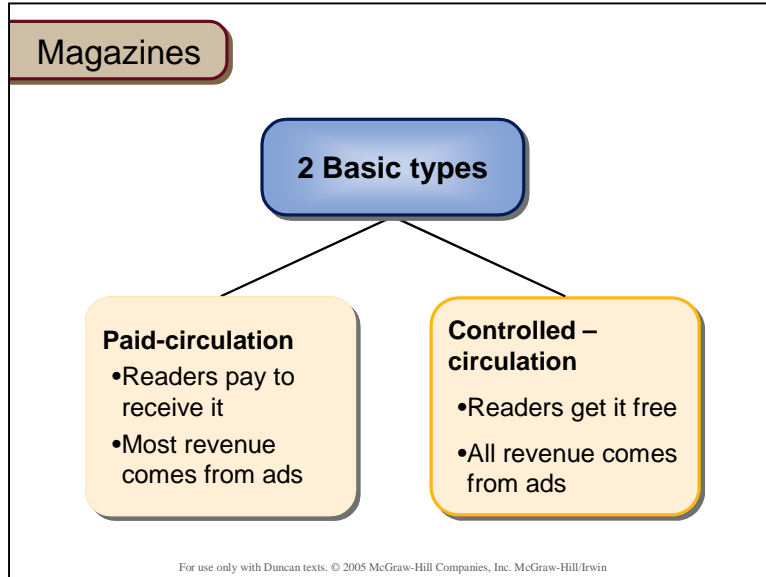 Magazines
2 Basic types
Paid-circulation
•Readers pay to
receive it
•Most revenue
comes from ads
Controlled –
circulation
•Readers get it free
•All revenue comes
from ads
For use only with Duncan texts. © 2005 McGraw-Hill Companies, Inc. McGraw-Hill/Irwin